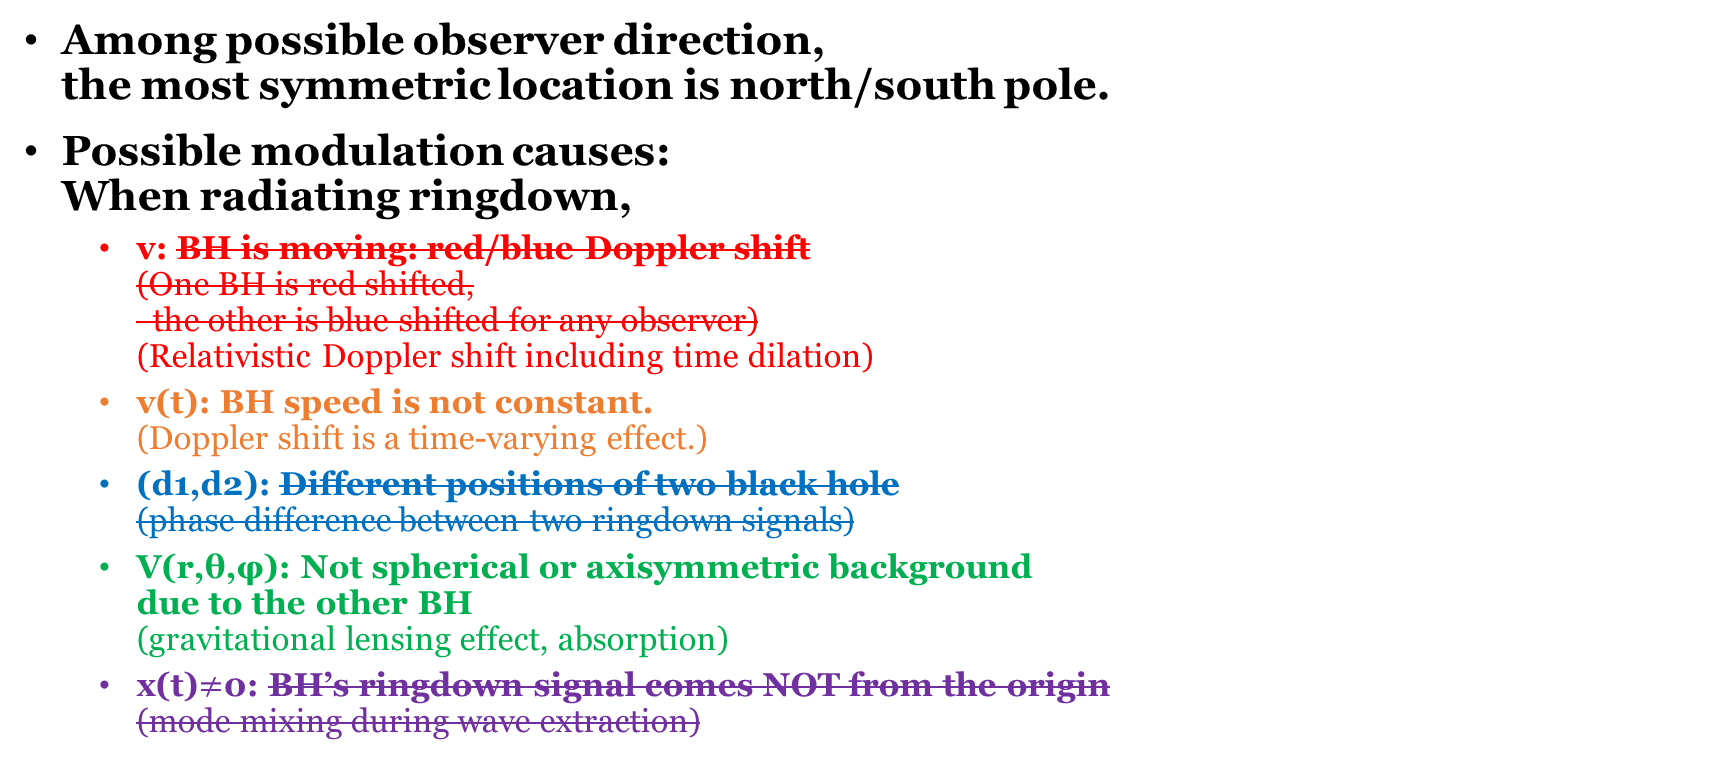 • Among possible observer direction,
the most symmetric location is north/south pole.
• Possible modulation causes:
When radiating ringdown,
• v: BH is moving: red/blue Doppler shift
(One BH is red shifted,
the other is blue shifted for any observer)
(Relativistic Doppler shift including time dilation)
• v(t): BH speed is not constant.
(Doppler shift is a time-varying effect.)
• (d1,d2): Different positions of two black hole
(phase difference between two ringdown signals)
• V(r,θ,φ): Not spherical or axisymmetric background
due to the other BH
(gravitational lensing effect, absorption)
• x(t)≠0: BH’s ringdown signal comes NOT from the origin
(mode mixing during wave extraction)